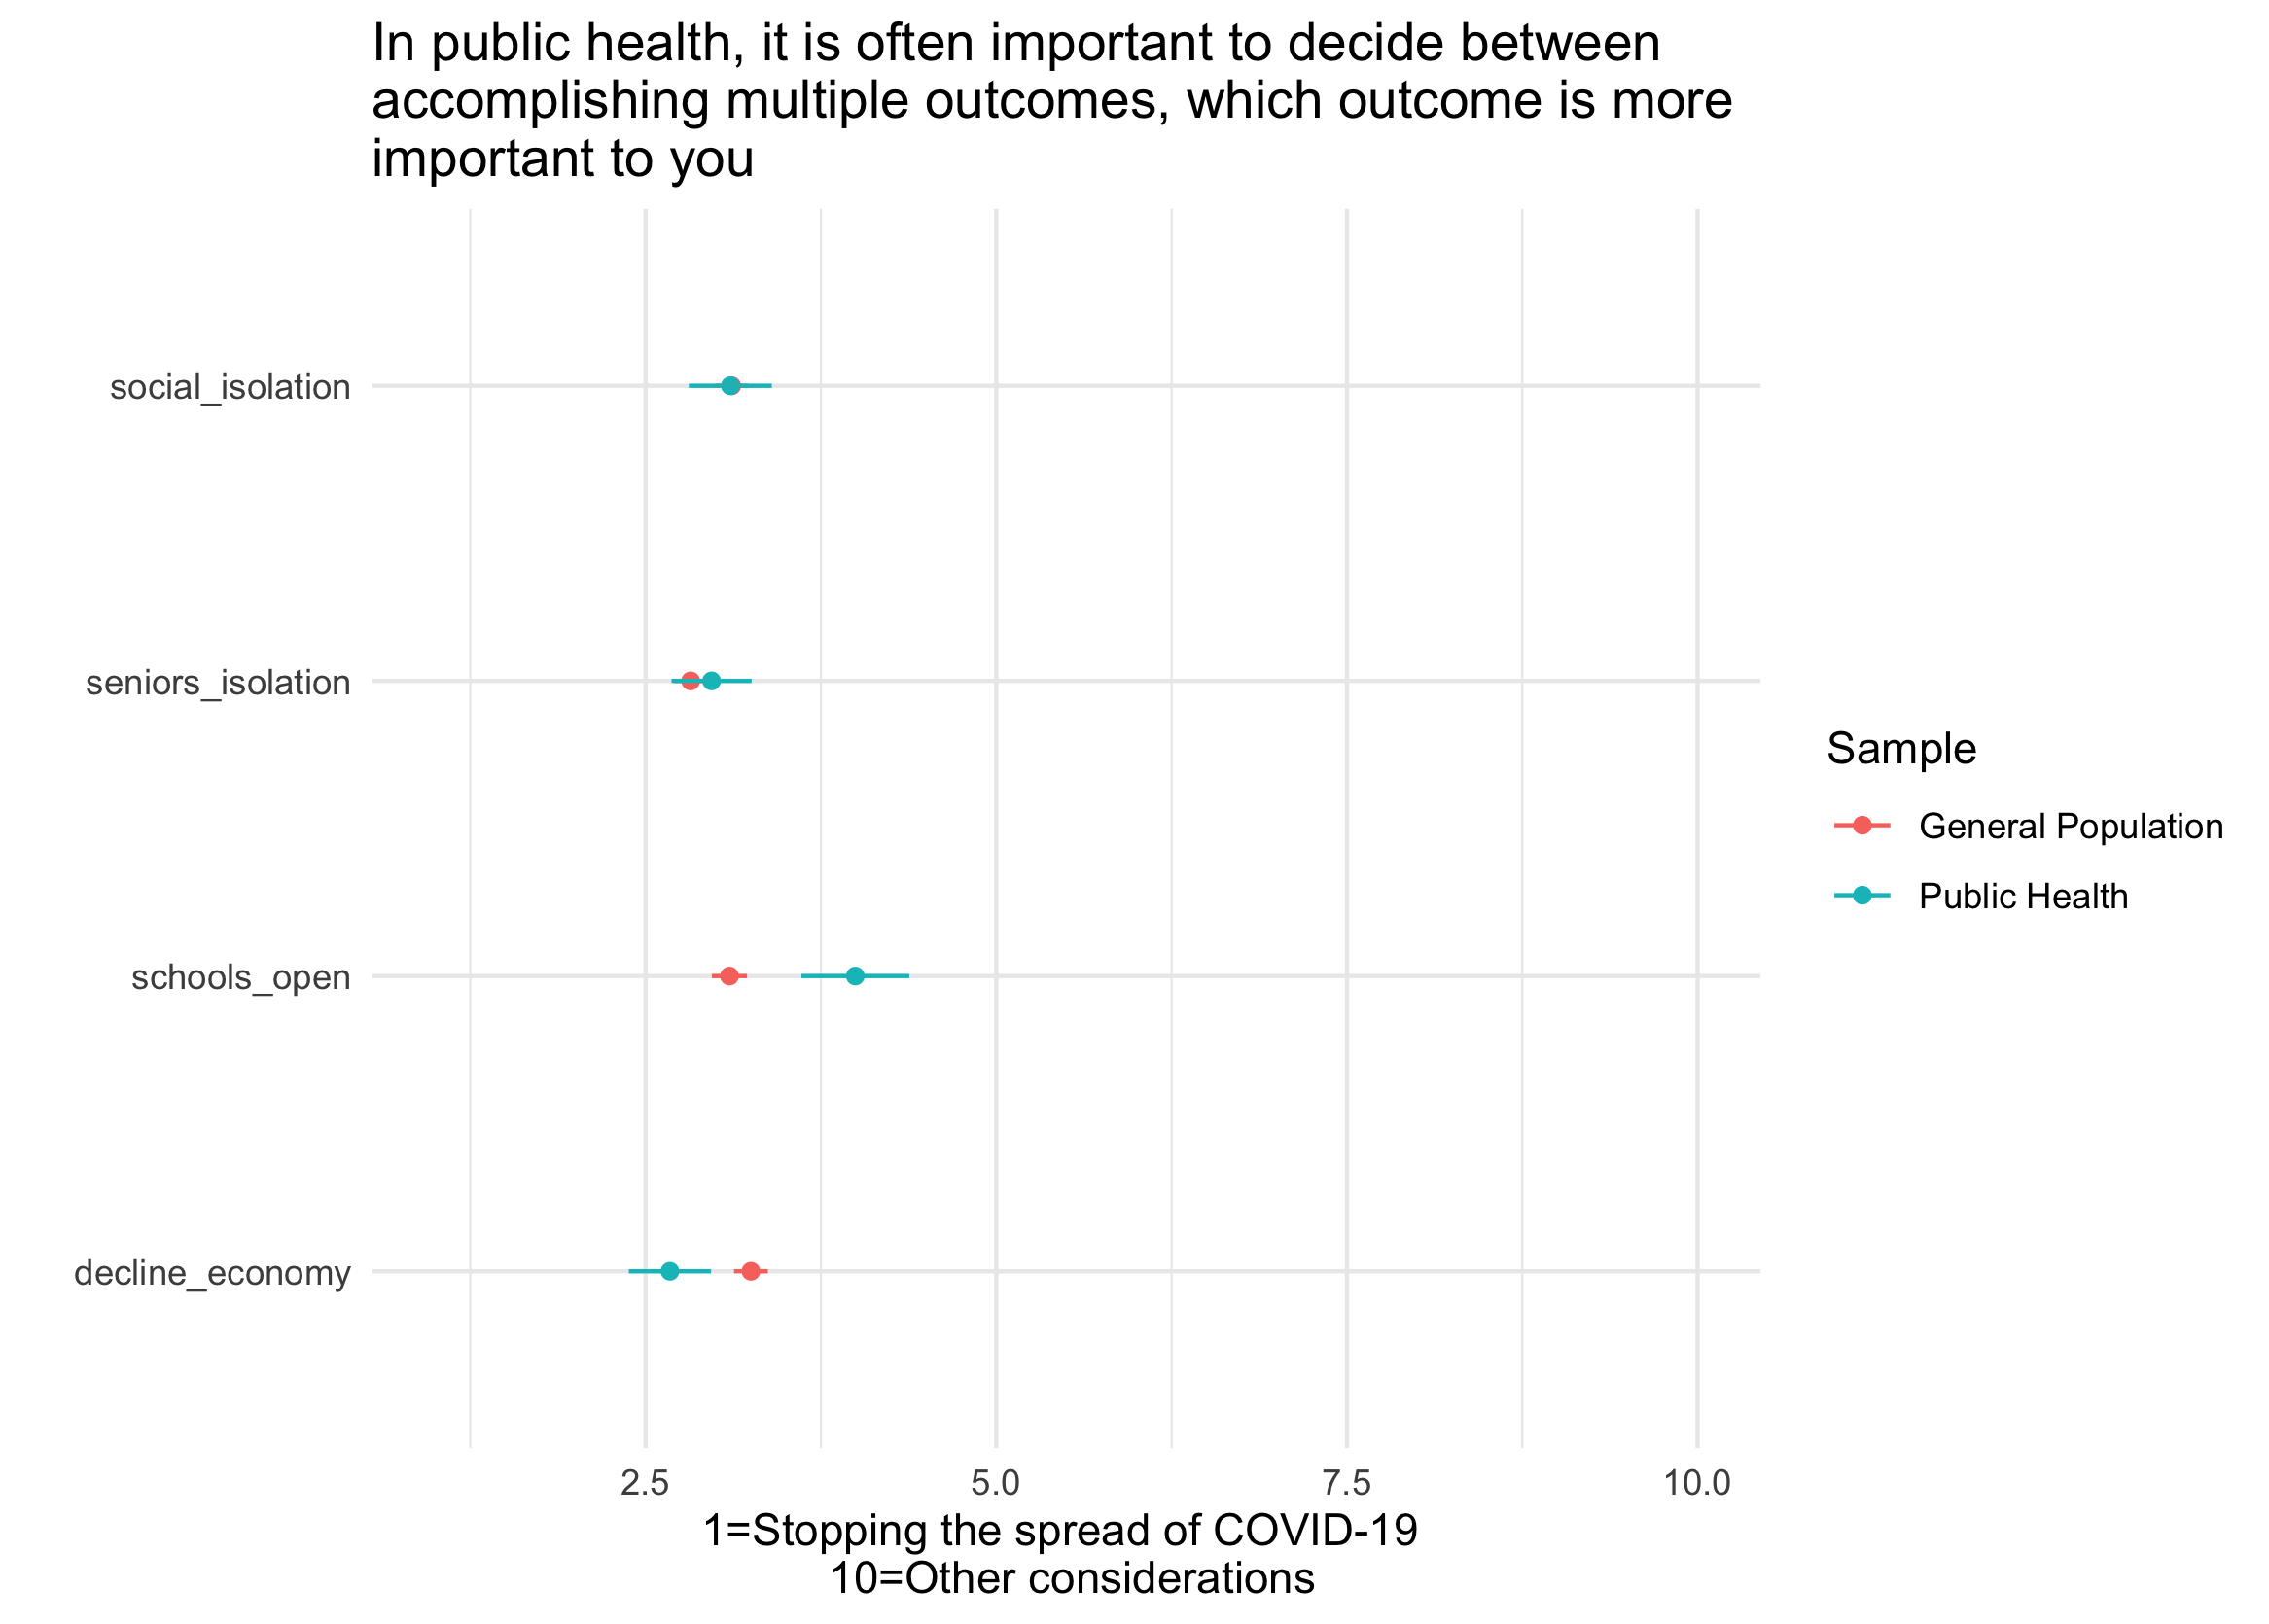 In public health, it is often important to decide between
accomplishing multiple outcomes, which outcome is more
important to you
social_isolation
seniors_isolation
schools_open
decline_economy
2.5
5.0
7.5
10.0
1=Stopping the spread of COVID-19
10=Other considerations
Sample
General Population
Public Health